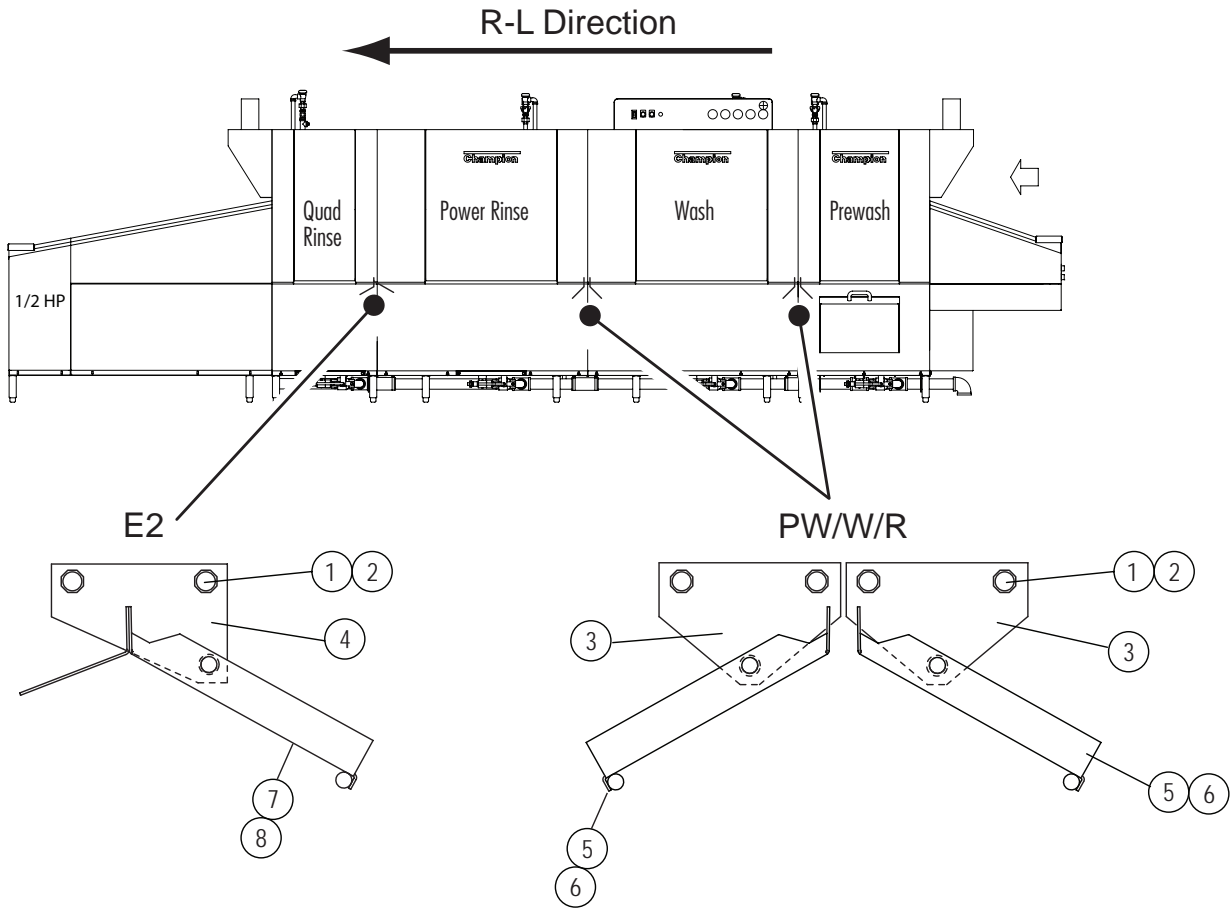 R-L Direction
Champion
Champion
Champion
Quad
Rinse
Power Rinse
Wash
Prewash
1/2 HP
E2
PW/W/R
1 2
4
7
8
1 2
3
3
5 6
5
6